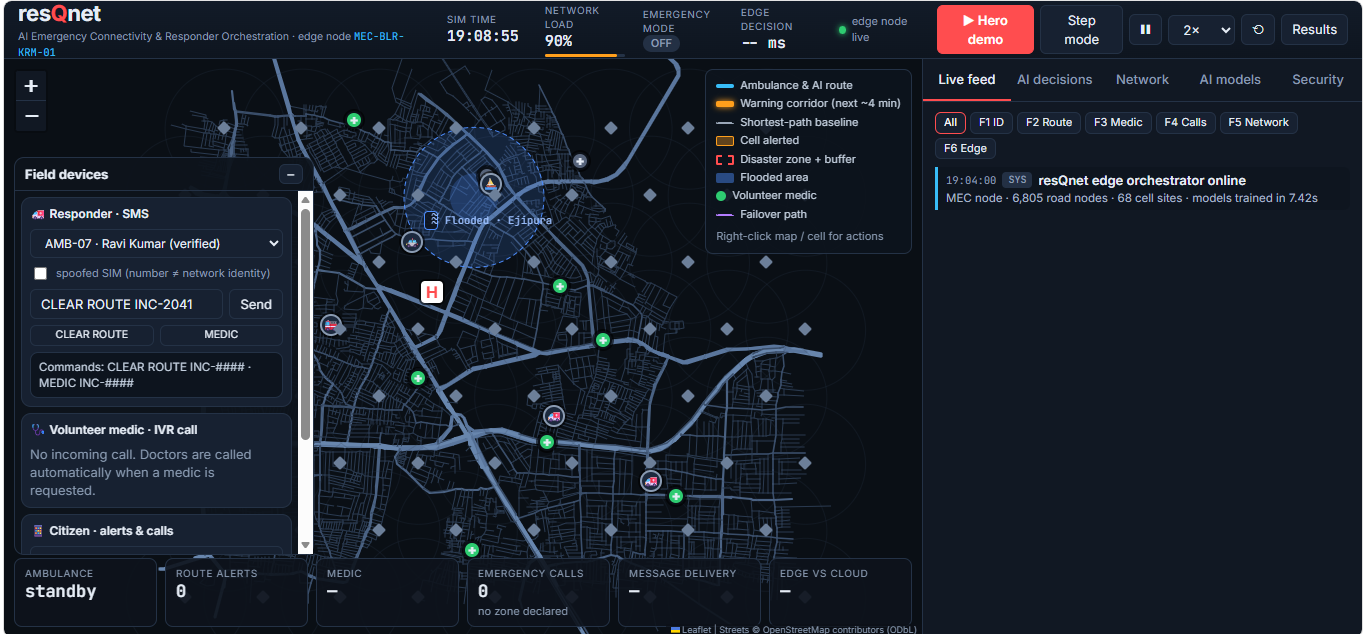 resQnet
AI Emergency Connectivity & Responder Orchestration · edge node MEC-BLR-
KRM-01
SIM TIME
19:08:55
NETWORK
LOAD
90%
EMERGENCY
MODE
OFF
EDGE
DECISION
-- ms
edge node
live
▶ Hero
demo
Step
mode
2×
Results
+
−
Ambulance & AI route
Warning corridor (next ~4 min)
Shortest-path baseline
Cell alerted
Disaster zone + buffer
Flooded area
Volunteer medic
Failover path
Right-click map / cell for actions
Flooded · Ejipura
H
Field devices
−
Responder · SMS
AMB-07 · Ravi Kumar (verified)
spoofed SIM (number ≠ network identity)
CLEAR ROUTE INC-2041
Send
CLEAR ROUTE
MEDIC
Commands: CLEAR ROUTE INC-#### ·
MEDIC INC-####
Volunteer medic · IVR call
No incoming call. Doctors are called
automatically when a medic is
requested.
Citizen · alerts & calls
AMBULANCE
standby
ROUTE ALERTS
0
MEDIC
–
EMERGENCY CALLS
0
no zone declared
MESSAGE DELIVERY
–
EDGE VS CLOUD
–
Leaflet | Streets © OpenStreetMap contributors (ODbL)
Live feed
AI decisions
Network
AI models
Security
All
F1 ID
F2 Route
F3 Medic
F4 Calls
F5 Network
F6 Edge
19:04:00 SYS resQnet edge orchestrator online
MEC node · 6,805 road nodes · 68 cell sites · models trained in 7.42s